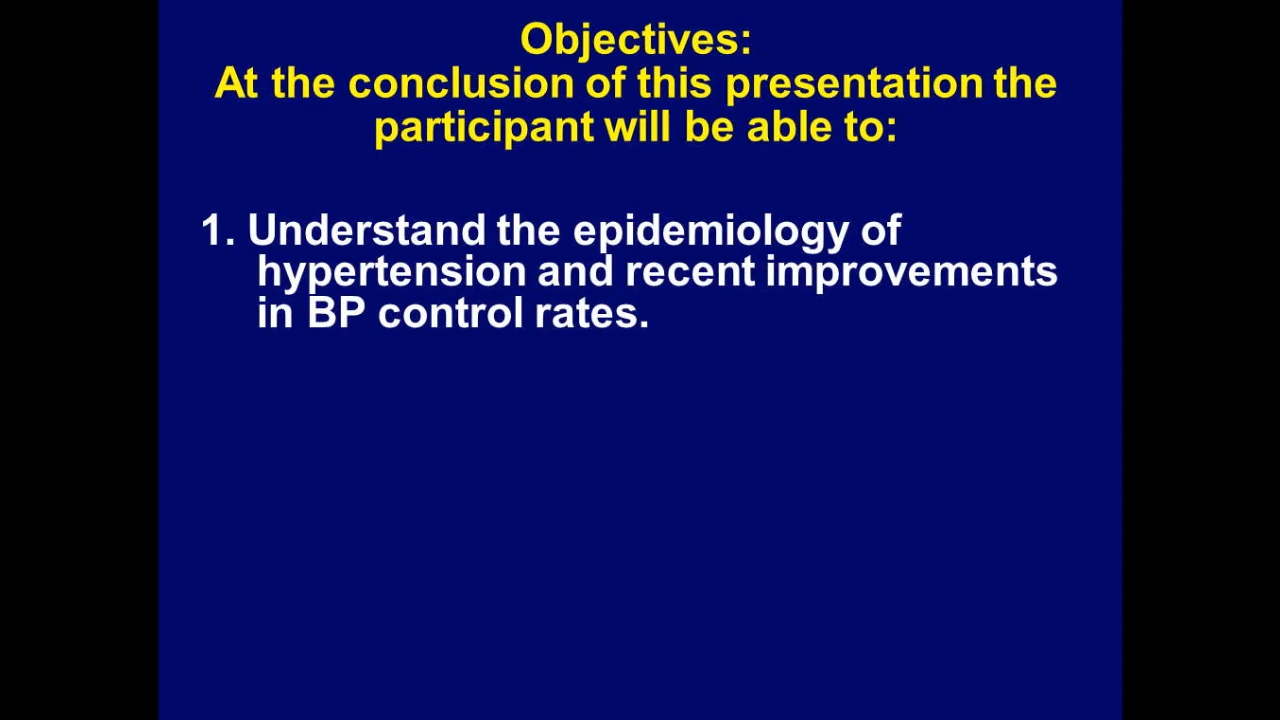 Objectives:
At the conclusion of this presentation the
participant will be able to:
1. Understand the epidemiology of
hypertension and recent improvements
in BP control rates.